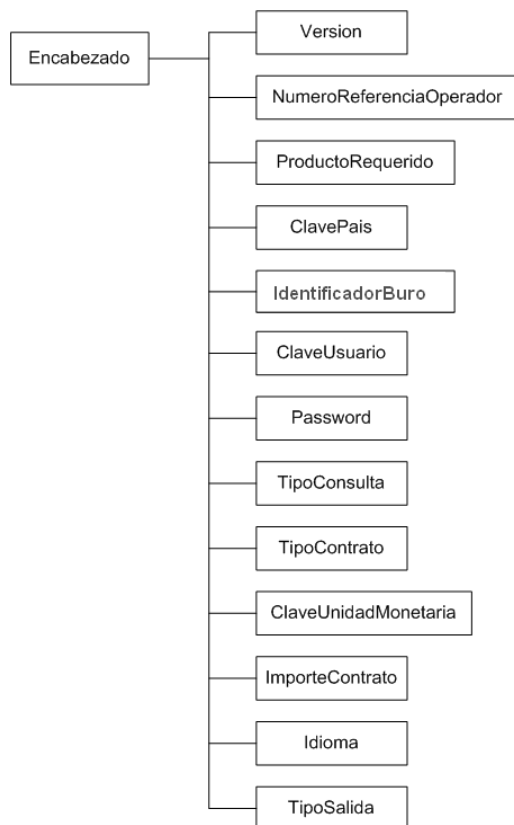 Encabezado
Version
NumeroReferenciaOperador
ProductoRequerido
ClavePais
IdentificadorBuro
ClaveUsuario
Password
TipoConsulta
TipoContrato
ClaveUnidadMonetaria
ImporteContrato
Idioma
TipoSalida